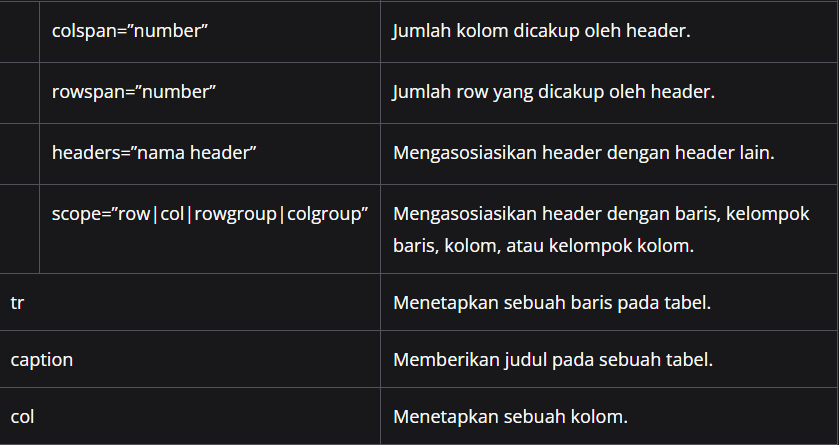 colspan=”number”
Jumlah kolom dicakup oleh header.
rowspan=”number”
Jumlah row yang dicakup oleh header.
headers=”nama header”
Mengasosiasikan header dengan header lain.
scope=”row|col|rowgroup|colgroup”
Mengasosiasikan header dengan baris, kelompok
baris, kolom, atau kelompok kolom.
tr
Menetapkan sebuah baris pada tabel.
caption
Memberikan judul pada sebuah tabel.
col
Menetapkan sebuah kolom.